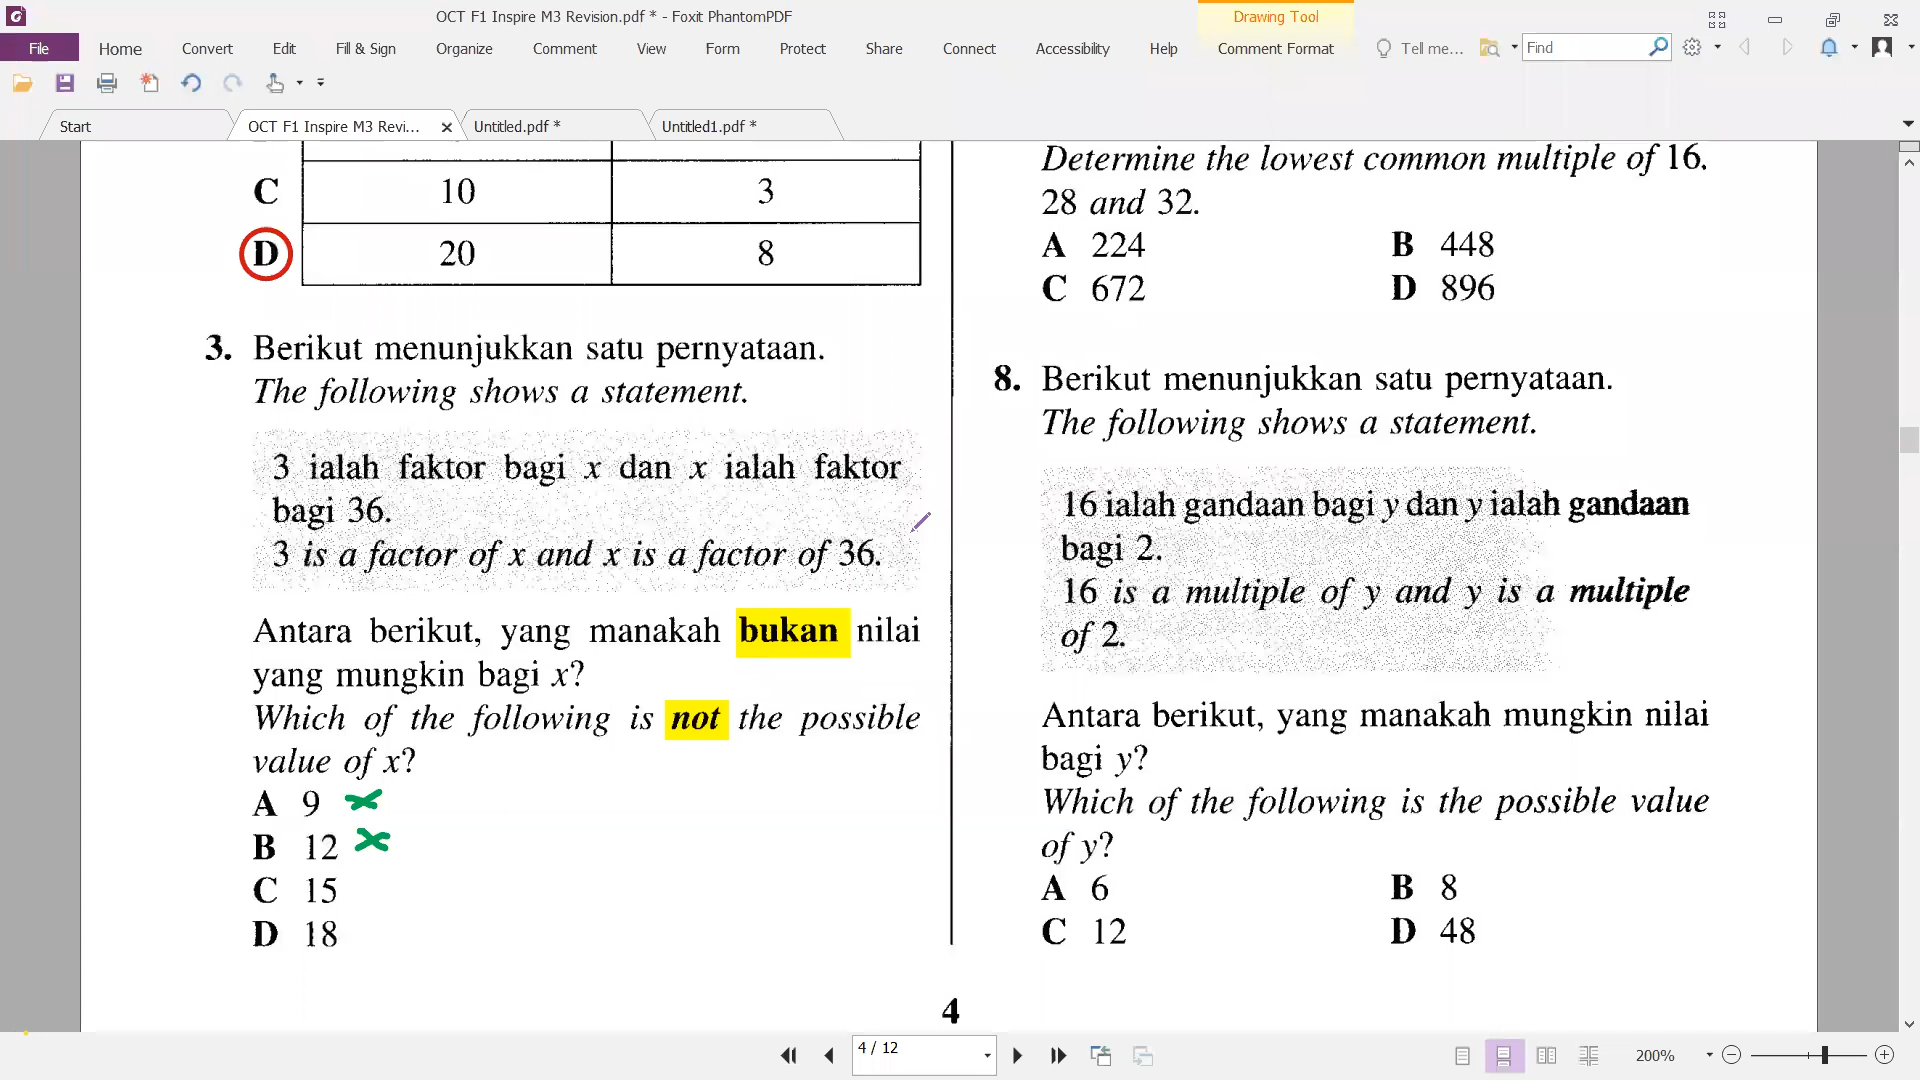 OCT F1 Inspire M3 Revision.pdf * - Foxit PhantomPDF
Drawing Tool
File Home Convert Edit Fill & Sign Organize Comment View Form Protect Share Connect Accessibility Help Comment Format Tell me... Find
Start OCT F1 Inspire M3 Revi... Untitled.pdf * Untitled1.pdf *
C 10 3
D 20 8
3. Berikut menunjukkan satu pernyataan.
The following shows a statement.
3 ialah faktor bagi x dan x ialah faktor
bagi 36.
3 is a factor of x and x is a factor of 36.
Antara berikut, yang manakah bukan nilai
yang mungkin bagi x?
Which of the following is not the possible
value of x?
A 9
B 12
C 15
D 18
Determine the lowest common multiple of 16,
28 and 32.
A 224 B 448
C 672 D 896
8. Berikut menunjukkan satu pernyataan.
The following shows a statement.
16 ialah gandaan bagi y dan y ialah gandaan
bagi 2.
16 is a multiple of y and y is a multiple
of 2.
Antara berikut, yang manakah mungkin nilai
bagi y?
Which of the following is the possible value
of y?
A 6 B 8
C 12 D 48
4
4 / 12
200%